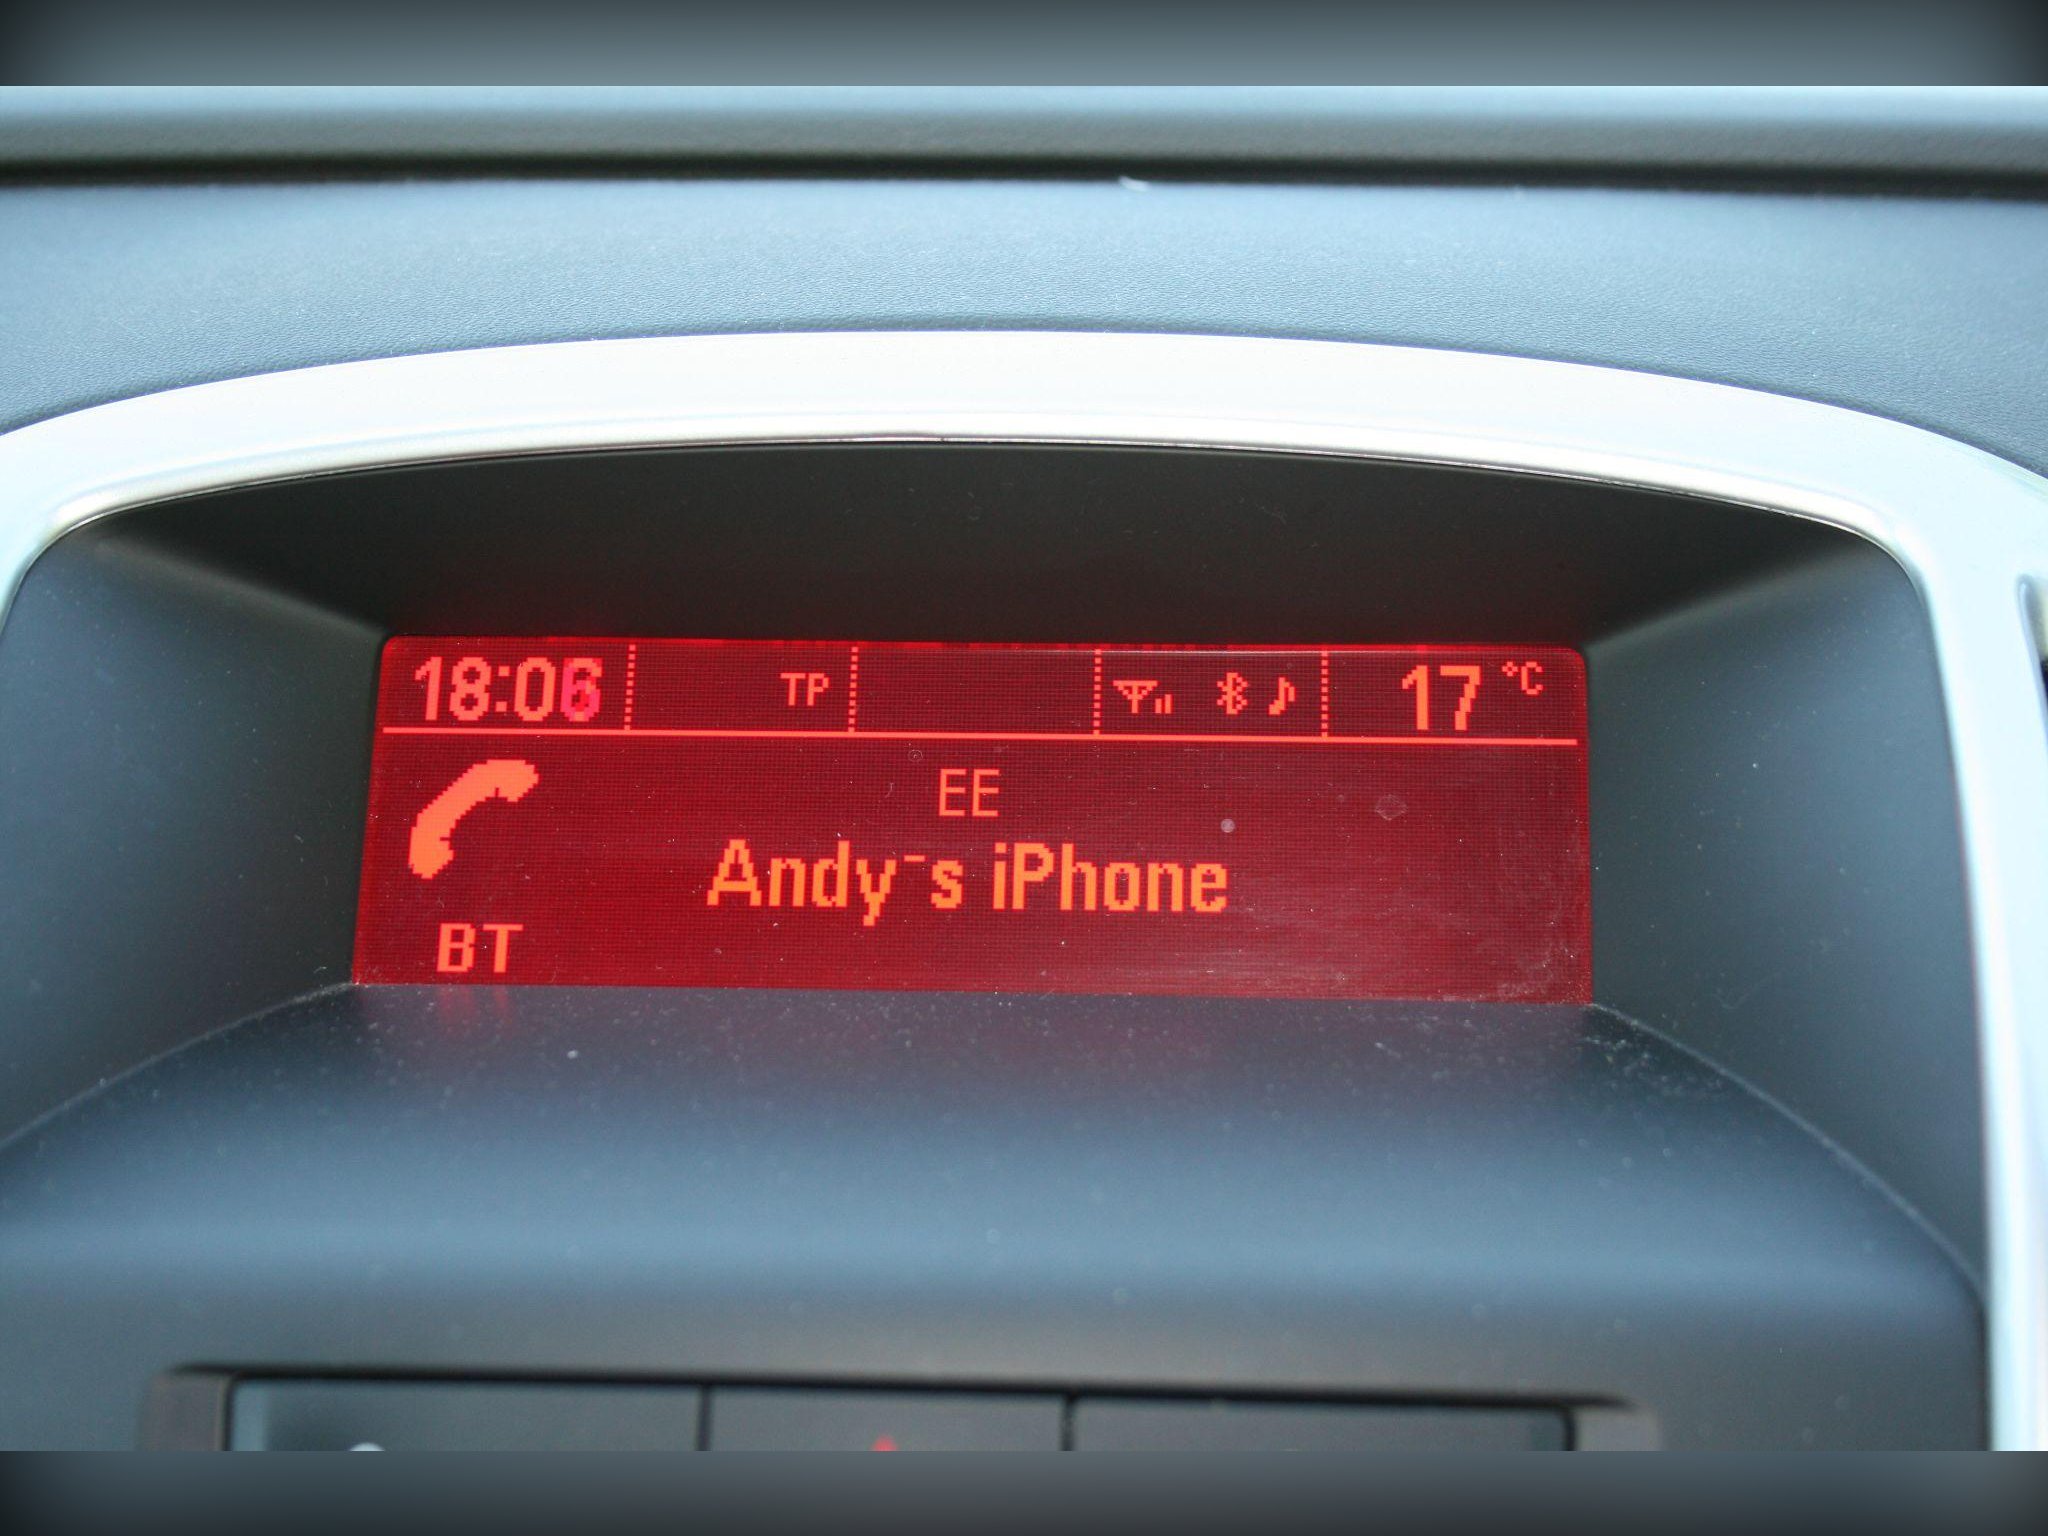 18:06 TP 17 °C
EE
Andy¯s iPhone
BT